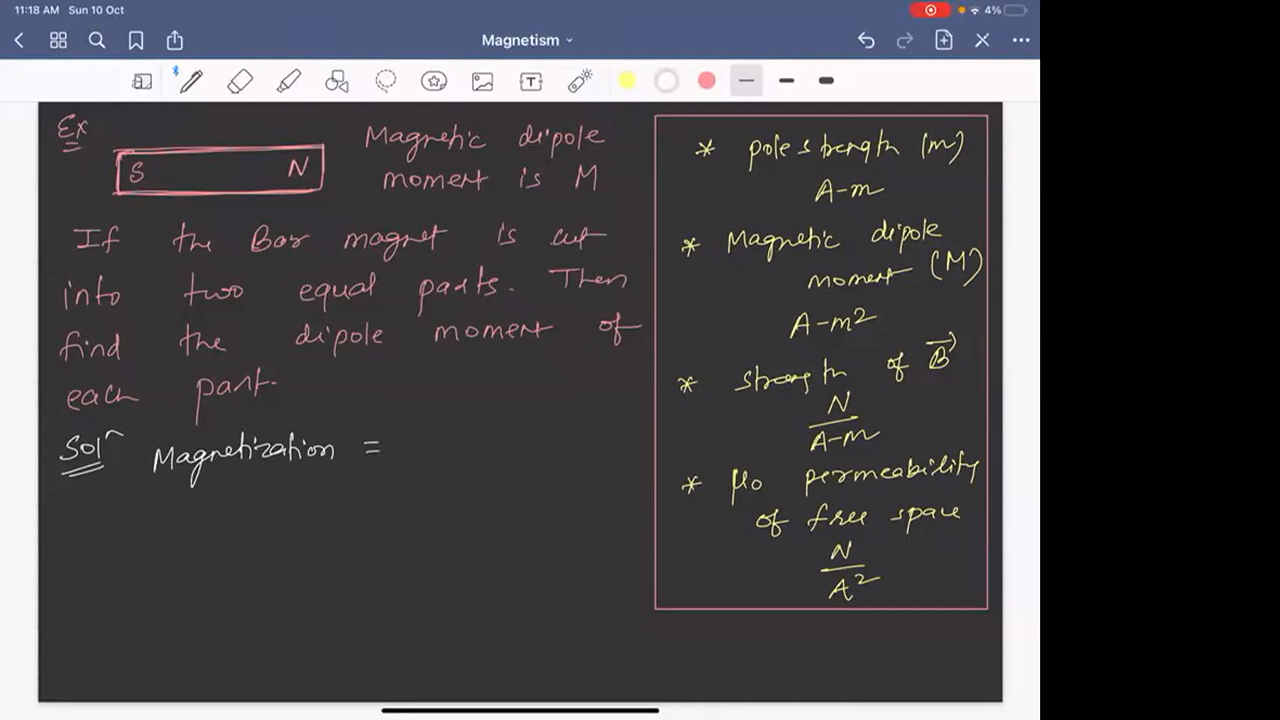 11:18 AM Sun 10 Oct
4%
Magnetism
Ex
S N
Magnetic dipole
moment is M
If the Bar magnet is cut
into two equal parts. Then
find the dipole moment of
each part.
Solⁿ Magnetization =
* pole strength (m)
A-m
* Magnetic dipole
moment (M)
A-m²
* strength of B⃗
N
A-m
* μ₀ permeability
of free space
N
A²